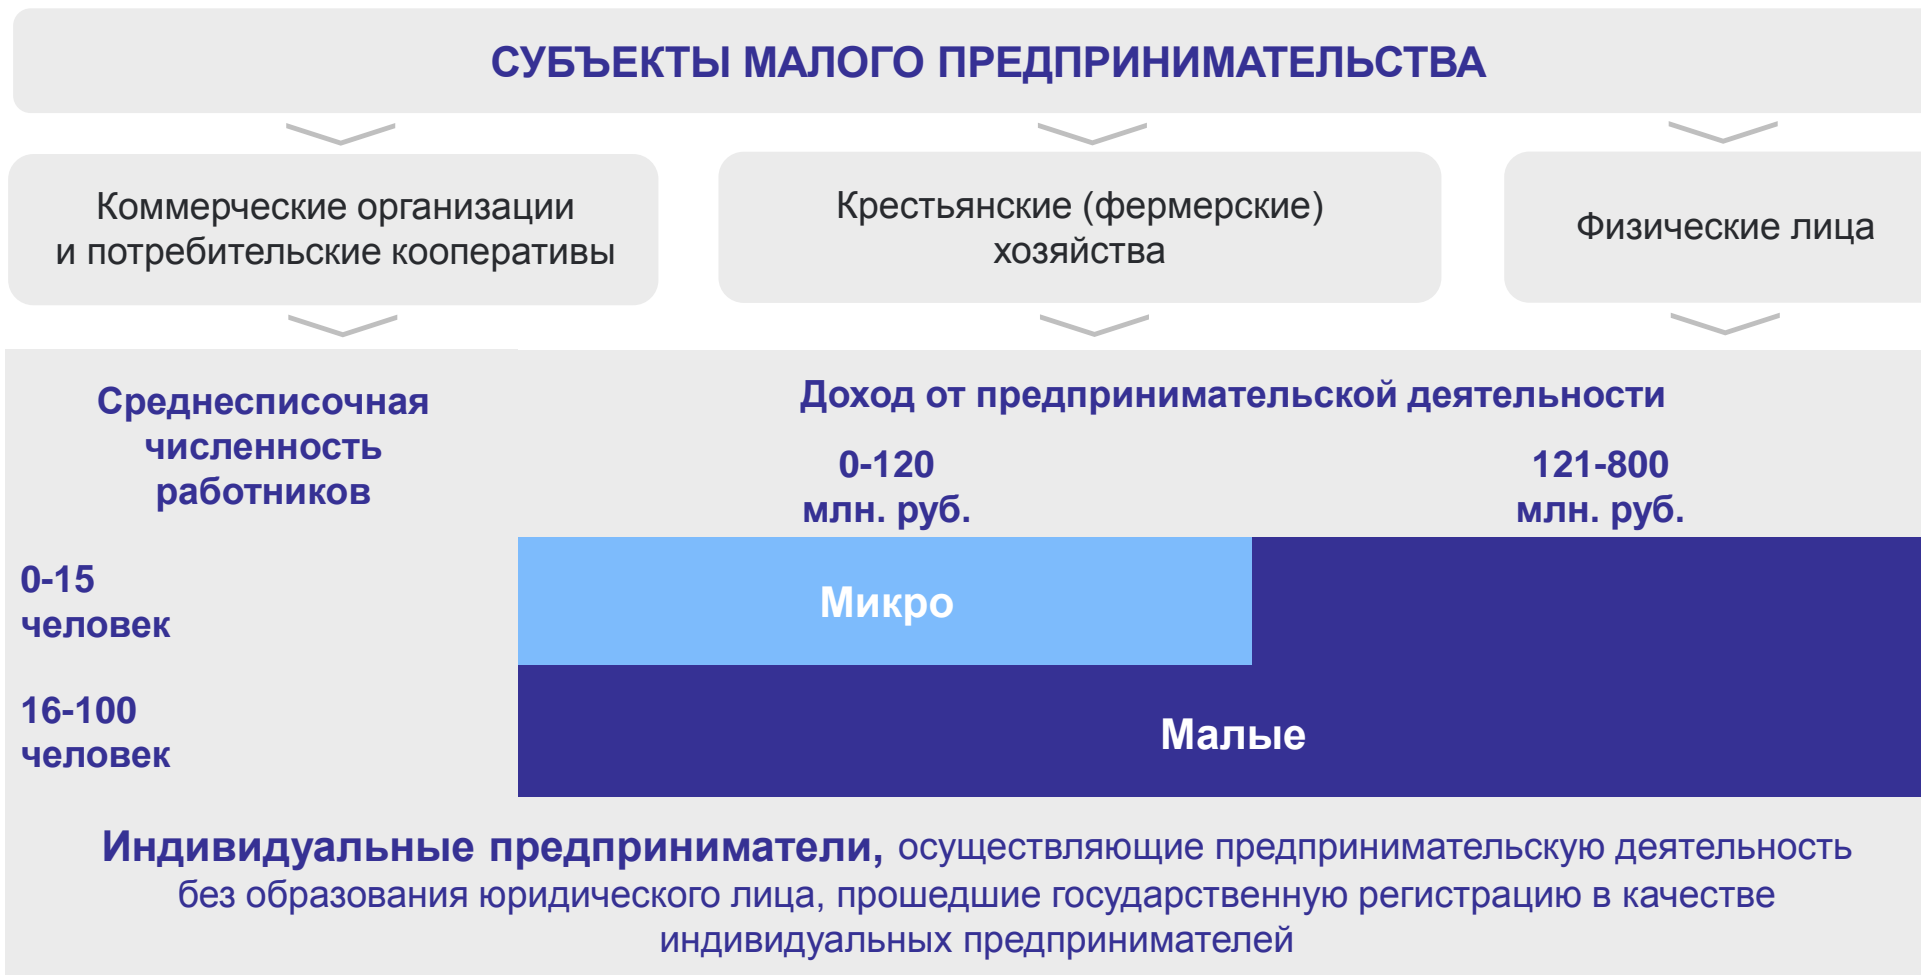 СУБЪЕКТЫ МАЛОГО ПРЕДПРИНИМАТЕЛЬСТВА
Коммерческие организации
и потребительские кооперативы
Крестьянские (фермерские)
хозяйства
Физические лица
Среднесписочная
численность
работников
Доход от предпринимательской деятельности
0-120
млн. руб.
121-800
млн. руб.
0-15
человек
Микро
16-100
человек
Малые
Индивидуальные предприниматели, осуществляющие предпринимательскую деятельность
без образования юридического лица, прошедшие государственную регистрацию в качестве
индивидуальных предпринимателей